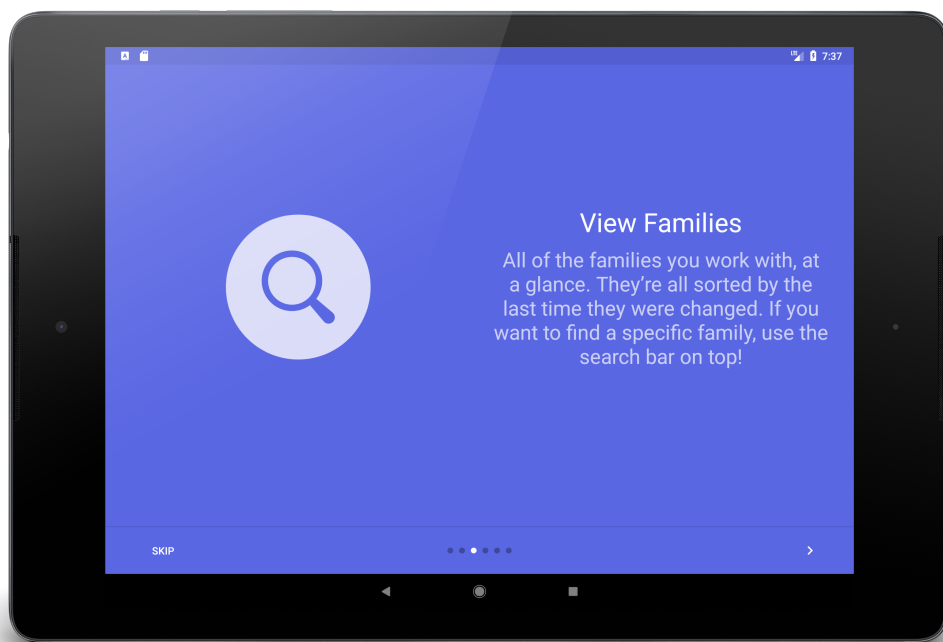 LTE 7:37
View Families
All of the families you work with, at
a glance. They’re all sorted by the
last time they were changed. If you
want to find a specific family, use the
search bar on top!
SKIP